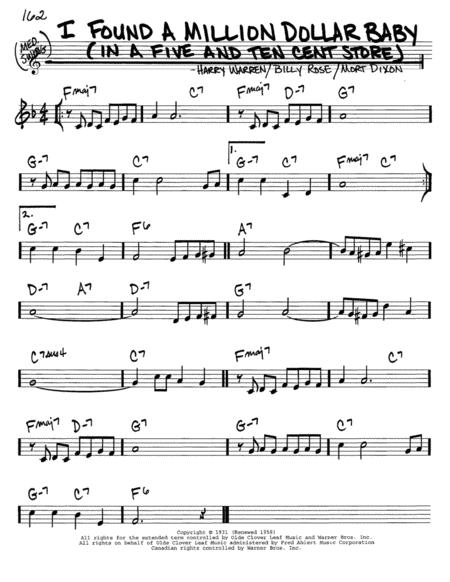 162
I FOUND A MILLION DOLLAR BABY
(IN A FIVE AND TEN CENT STORE)
MED. SWING
- HARRY WARREN / BILLY ROSE / MORT DIXON
Fmaj7 C7 Fmaj7 D-7 G7
G-7 C7 1. G-7 C7 Fmaj7 C7
2. G-7 C7 F6 A7
D-7 A7 D-7 G7
C7sus4 C7 Fmaj7 C7
Fmaj7 D-7 G7 G-7 C7
G-7 C7 F6
Copyright © 1931 (Renewed 1958)
All rights for the extended term controlled by Olde Clover Leaf Music and Warner Bros. Inc.
All rights on behalf of Olde Clover Leaf Music administered by Fred Ahlert Music Corporation
Canadian rights controlled by Warner Bros. Inc.